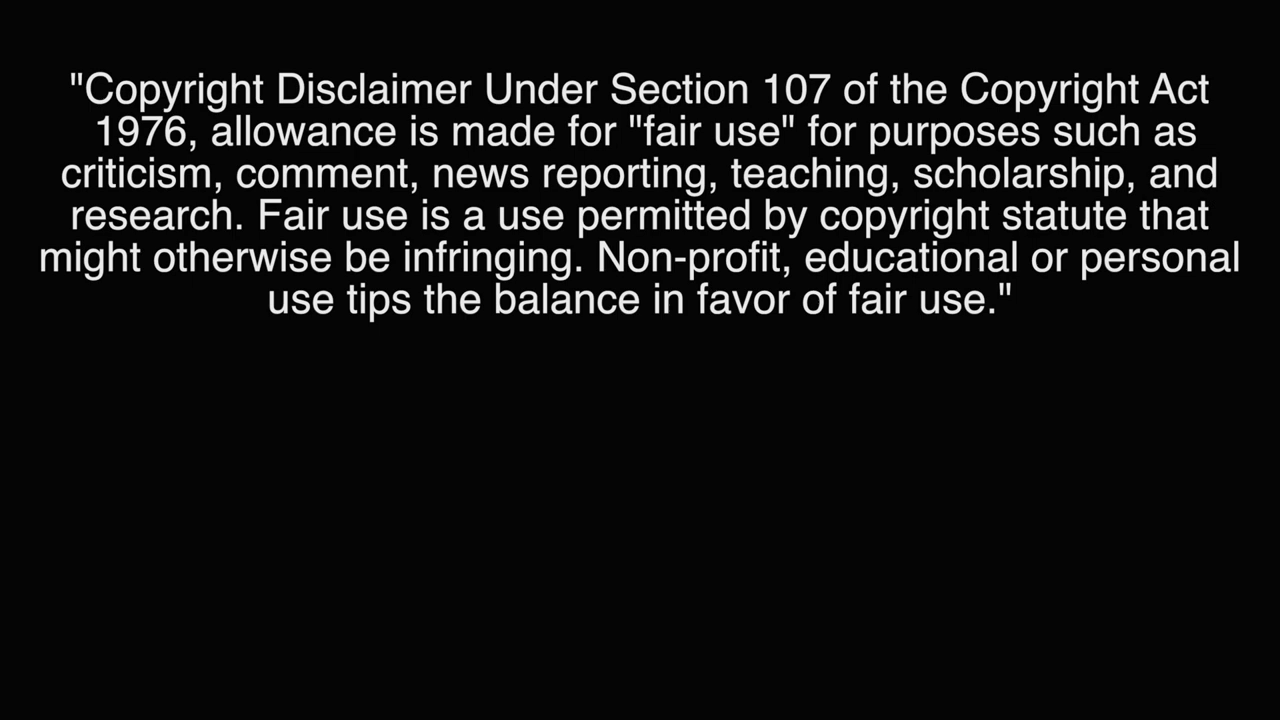 "Copyright Disclaimer Under Section 107 of the Copyright Act
1976, allowance is made for "fair use" for purposes such as
criticism, comment, news reporting, teaching, scholarship, and
research. Fair use is a use permitted by copyright statute that
might otherwise be infringing. Non-profit, educational or personal
use tips the balance in favor of fair use."